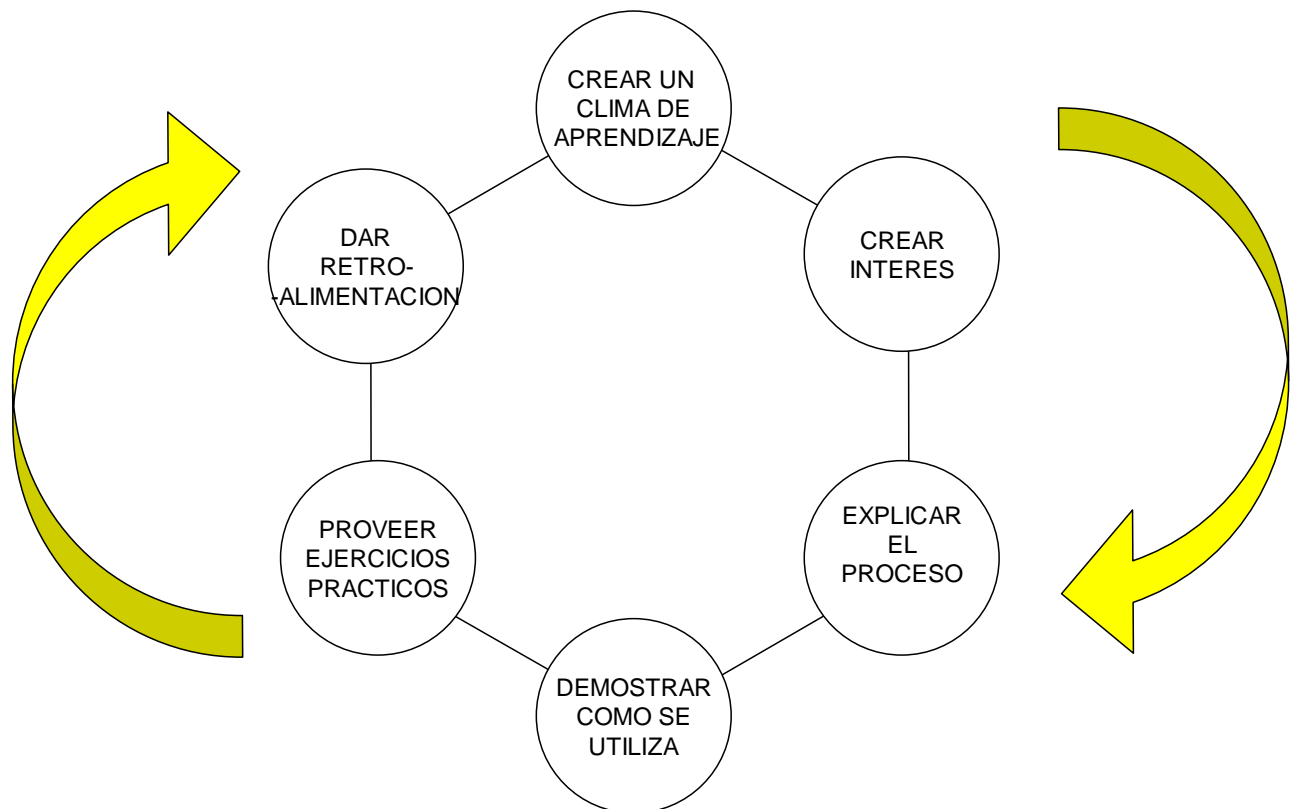 CREAR UN
CLIMA DE
APRENDIZAJE
CREAR
INTERES
EXPLICAR
EL
PROCESO
DEMOSTRAR
COMO SE
UTILIZA
PROVEER
EJERCICIOS
PRACTICOS
DAR
RETRO-
-ALIMENTACION